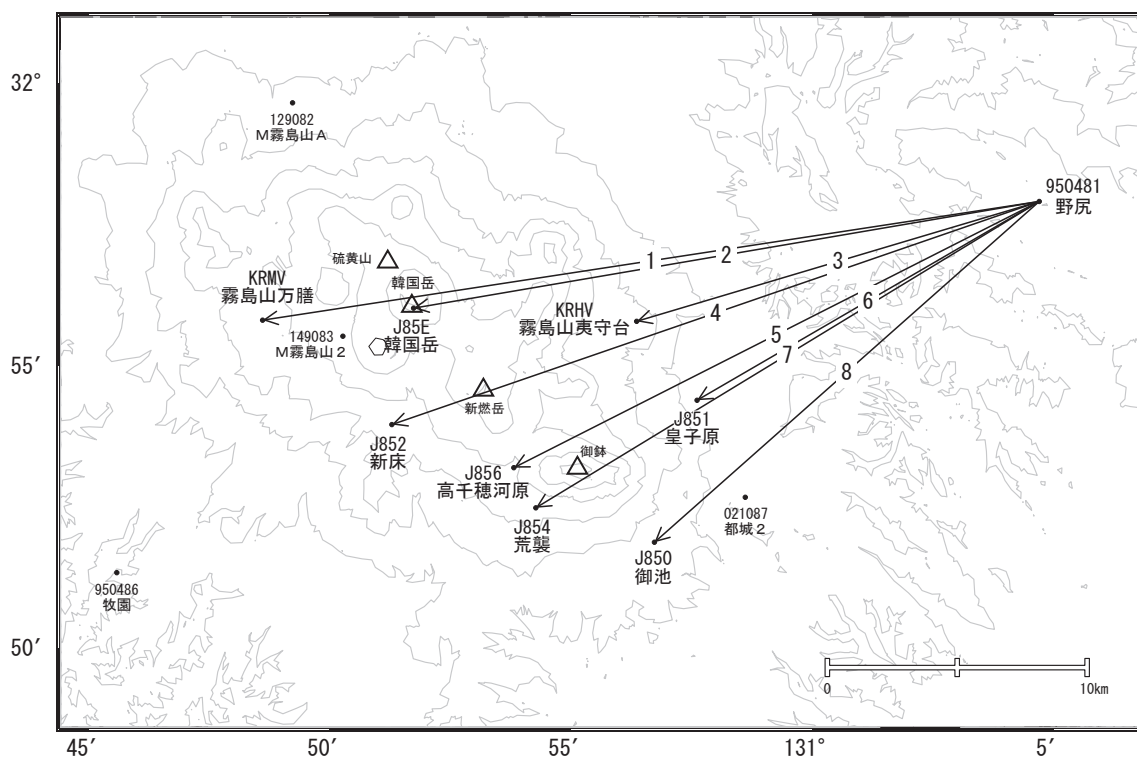 32°
129082
M霧島山A
950481
野尻
硫黄山
1
2
3
KRMV
霧島山万膳
韓国岳
J85E
韓国岳
KRHV
霧島山夷守台
4
5
6
7
8
149083
M霧島山2
55′
新燃岳
J851
皇子原
J852
新床
J856
高千穂河原
御鉢
J854
荒襲
021087
都城2
J850
御池
950486
牧園
50′
0
10km
45′
50′
55′
131°
5′